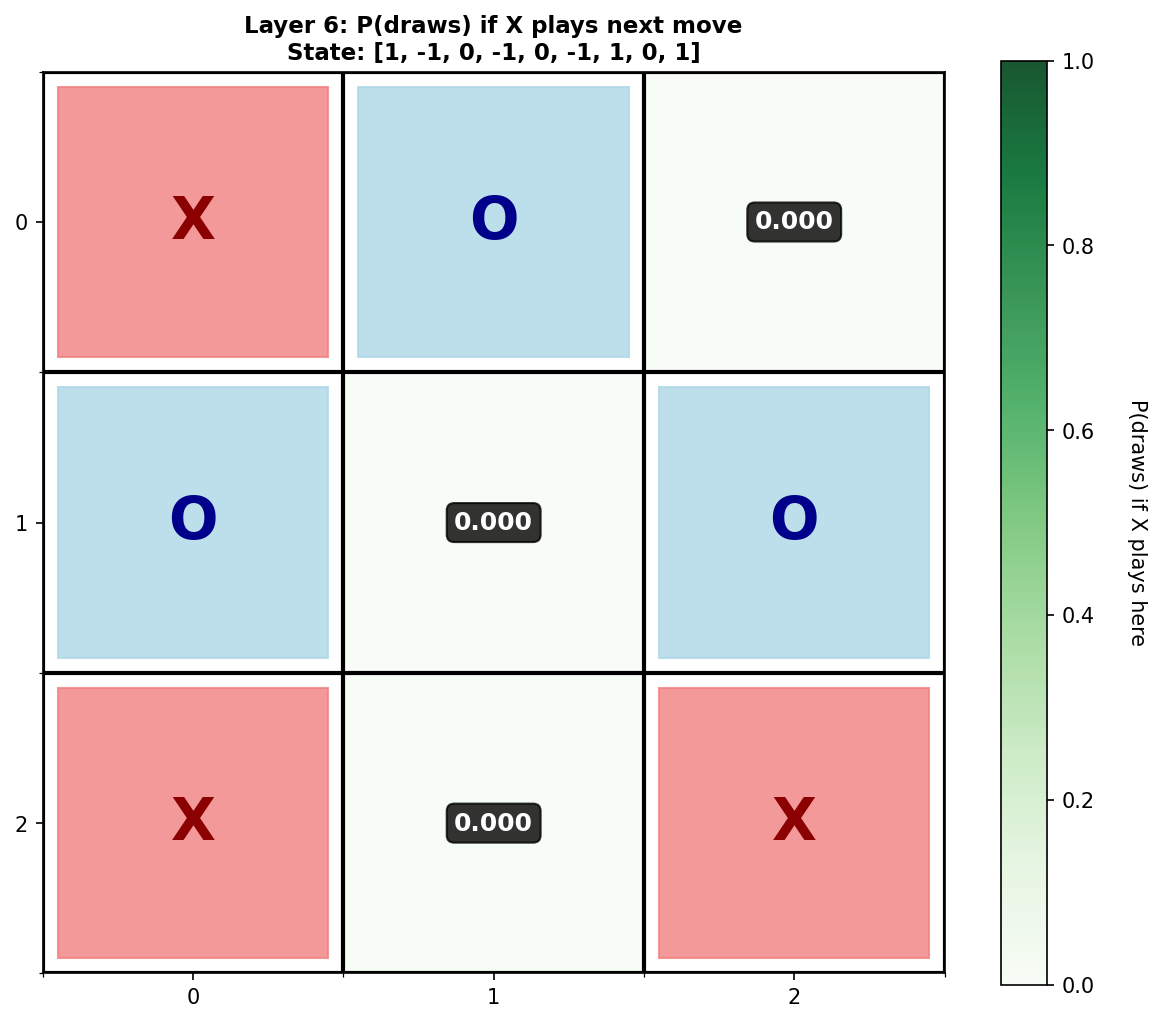 Layer 6: P(draws) if X plays next move
State: [1, -1, 0, -1, 0, -1, 1, 0, 1]
X
O
0.000
O
0.000
O
X
0.000
X
0
1
2
0
1
2
1.0
0.8
0.6
0.4
0.2
0.0
P(draws) if X plays here